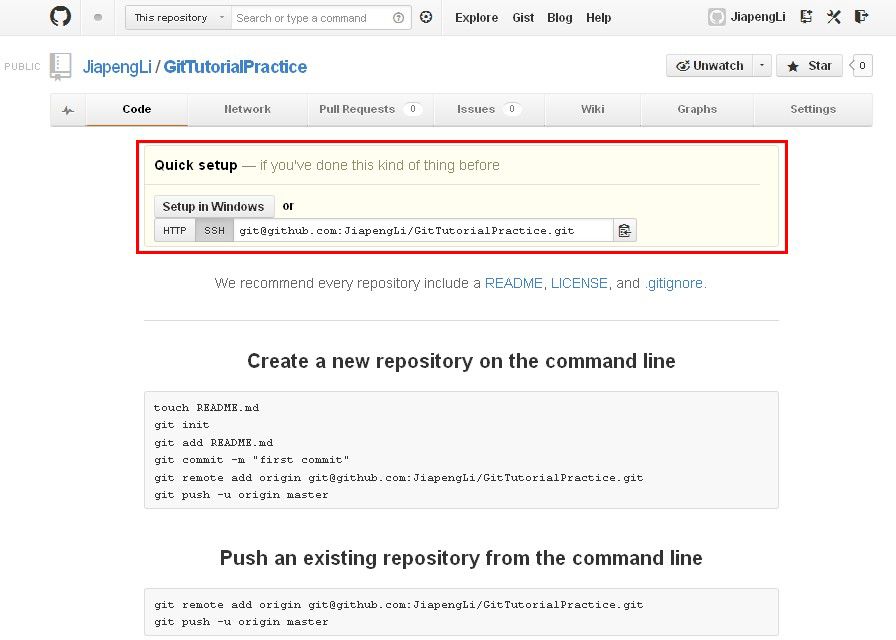 This repository Search or type a command Explore Gist Blog Help JiapengLi
PUBLIC JiapengLi / GitTutorialPractice Unwatch Star 0
Code Network Pull Requests 0 Issues 0 Wiki Graphs Settings
Quick setup — if you've done this kind of thing before
Setup in Windows or
HTTP SSH git@github.com:JiapengLi/GitTutorialPractice.git
We recommend every repository include a README, LICENSE, and .gitignore.
Create a new repository on the command line
touch README.md
git init
git add README.md
git commit -m "first commit"
git remote add origin git@github.com:JiapengLi/GitTutorialPractice.git
git push -u origin master
Push an existing repository from the command line
git remote add origin git@github.com:JiapengLi/GitTutorialPractice.git
git push -u origin master